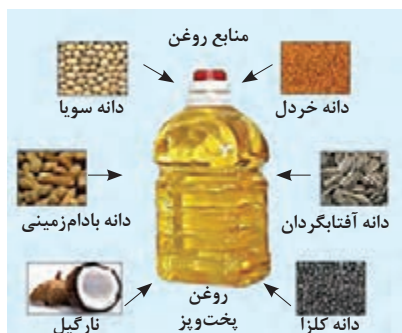 منابع روغن
دانه خردل
دانه سویا
دانه آفتابگردان
دانه بادام‌زمینی
دانه کلزا
روغن
پخت‌وپز
نارگیل